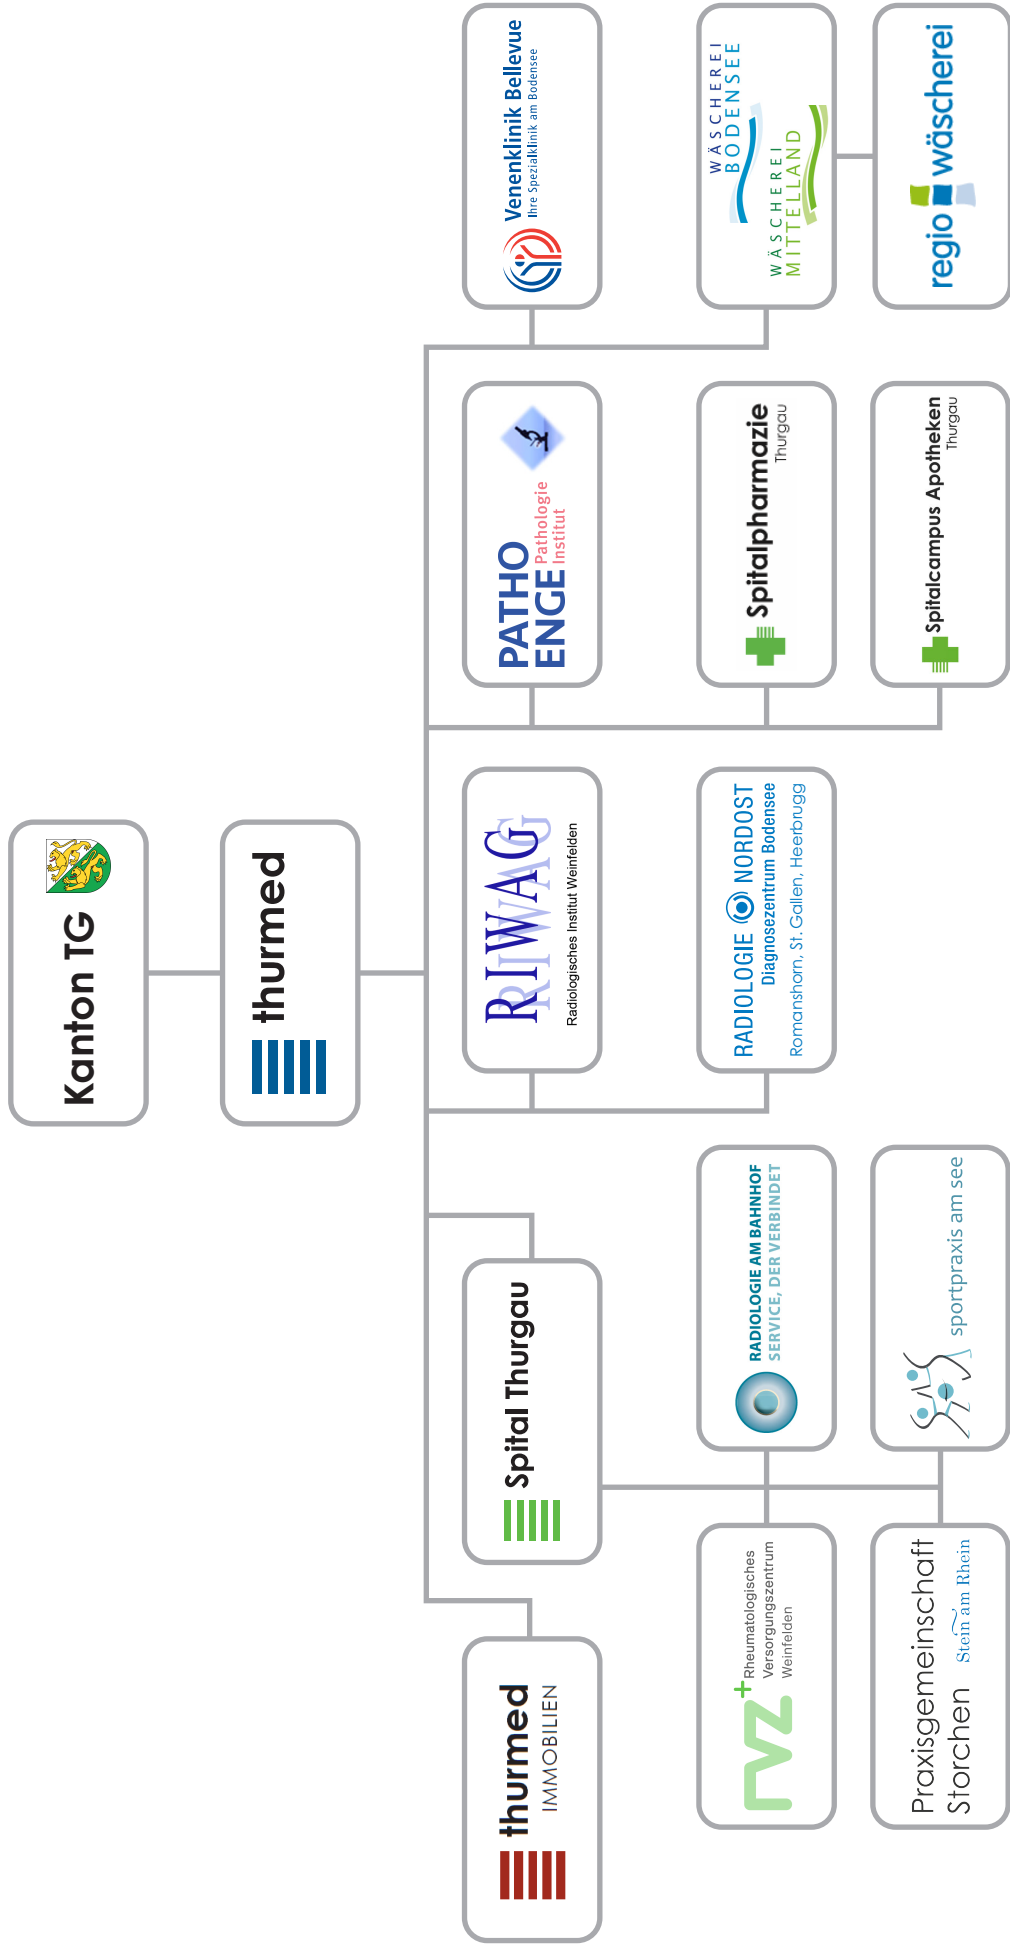 Kanton TG
thurmed
thurmed
IMMOBILIEN
Spital Thurgau
RIWAG
Radiologisches Institut Weinfelden
PATHO
ENGE Pathologie
Institut
Venenklinik Bellevue
Ihre Spezialklinik am Bodensee
rvz+ Rheumatologisches
Versorgungszentrum
Weinfelden
RADIOLOGIE AM BAHNHOF
SERVICE, DER VERBINDET
RADIOLOGIE NORDOST
Diagnosezentrum Bodensee
Romanshorn, St. Gallen, Heerbrugg
Spitalpharmazie
Thurgau
WÄSCHEREI
BODENSEE
WÄSCHEREI
MITTELLAND
Praxisgemeinschaft
Storchen Stein am Rhein
sportpraxis am see
Spitalcampus Apotheken
Thurgau
regio wäscherei